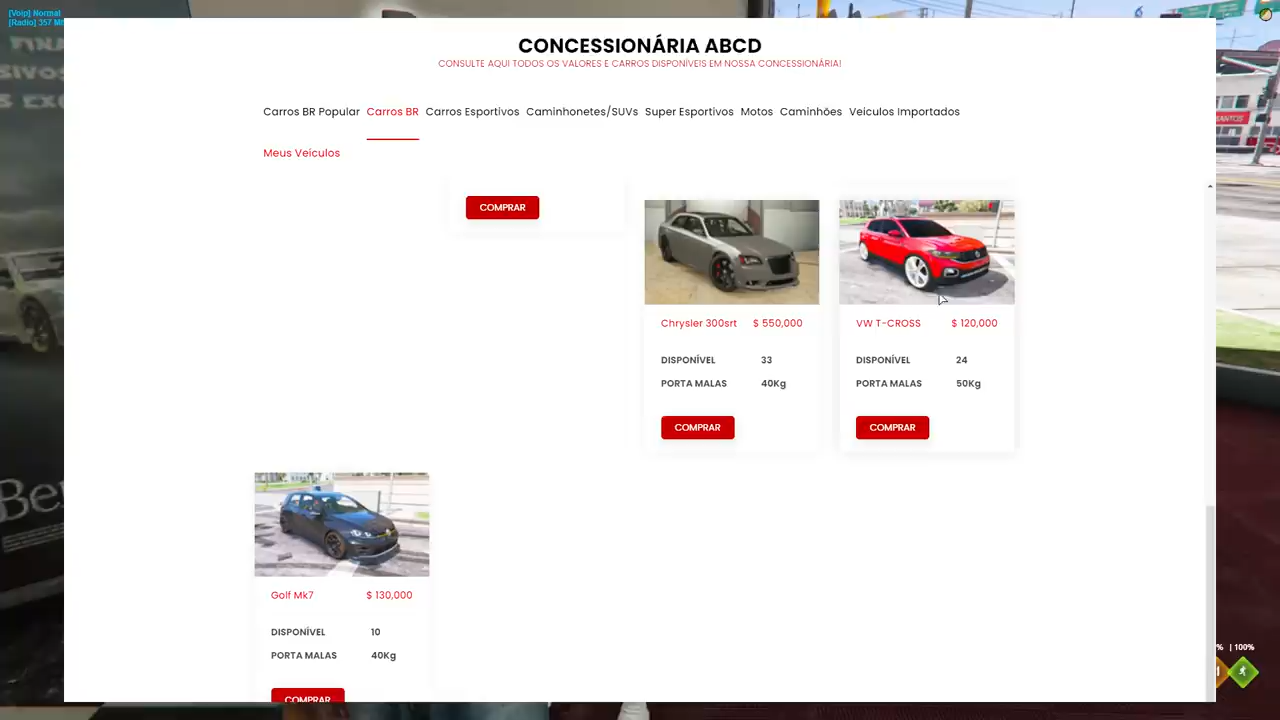 [Voip] Normal
[Radio] 357 M
CONCESSIONÁRIA ABCD
CONSULTE AQUI TODOS OS VALORES E CARROS DISPONÍVEIS EM NOSSA CONCESSIONÁRIA!
Carros BR Popular Carros BR Carros Esportivos Caminhonetes/SUVs Super Esportivos Motos Caminhões Veículos Importados
Meus Veículos
COMPRAR
Chrysler 300srt $ 550,000
DISPONÍVEL 33
PORTA MALAS 40Kg
COMPRAR
VW T-CROSS $ 120,000
DISPONÍVEL 24
PORTA MALAS 50Kg
COMPRAR
Golf Mk7 $ 130,000
DISPONÍVEL 10
PORTA MALAS 40Kg
COMPRAR
% | 100%